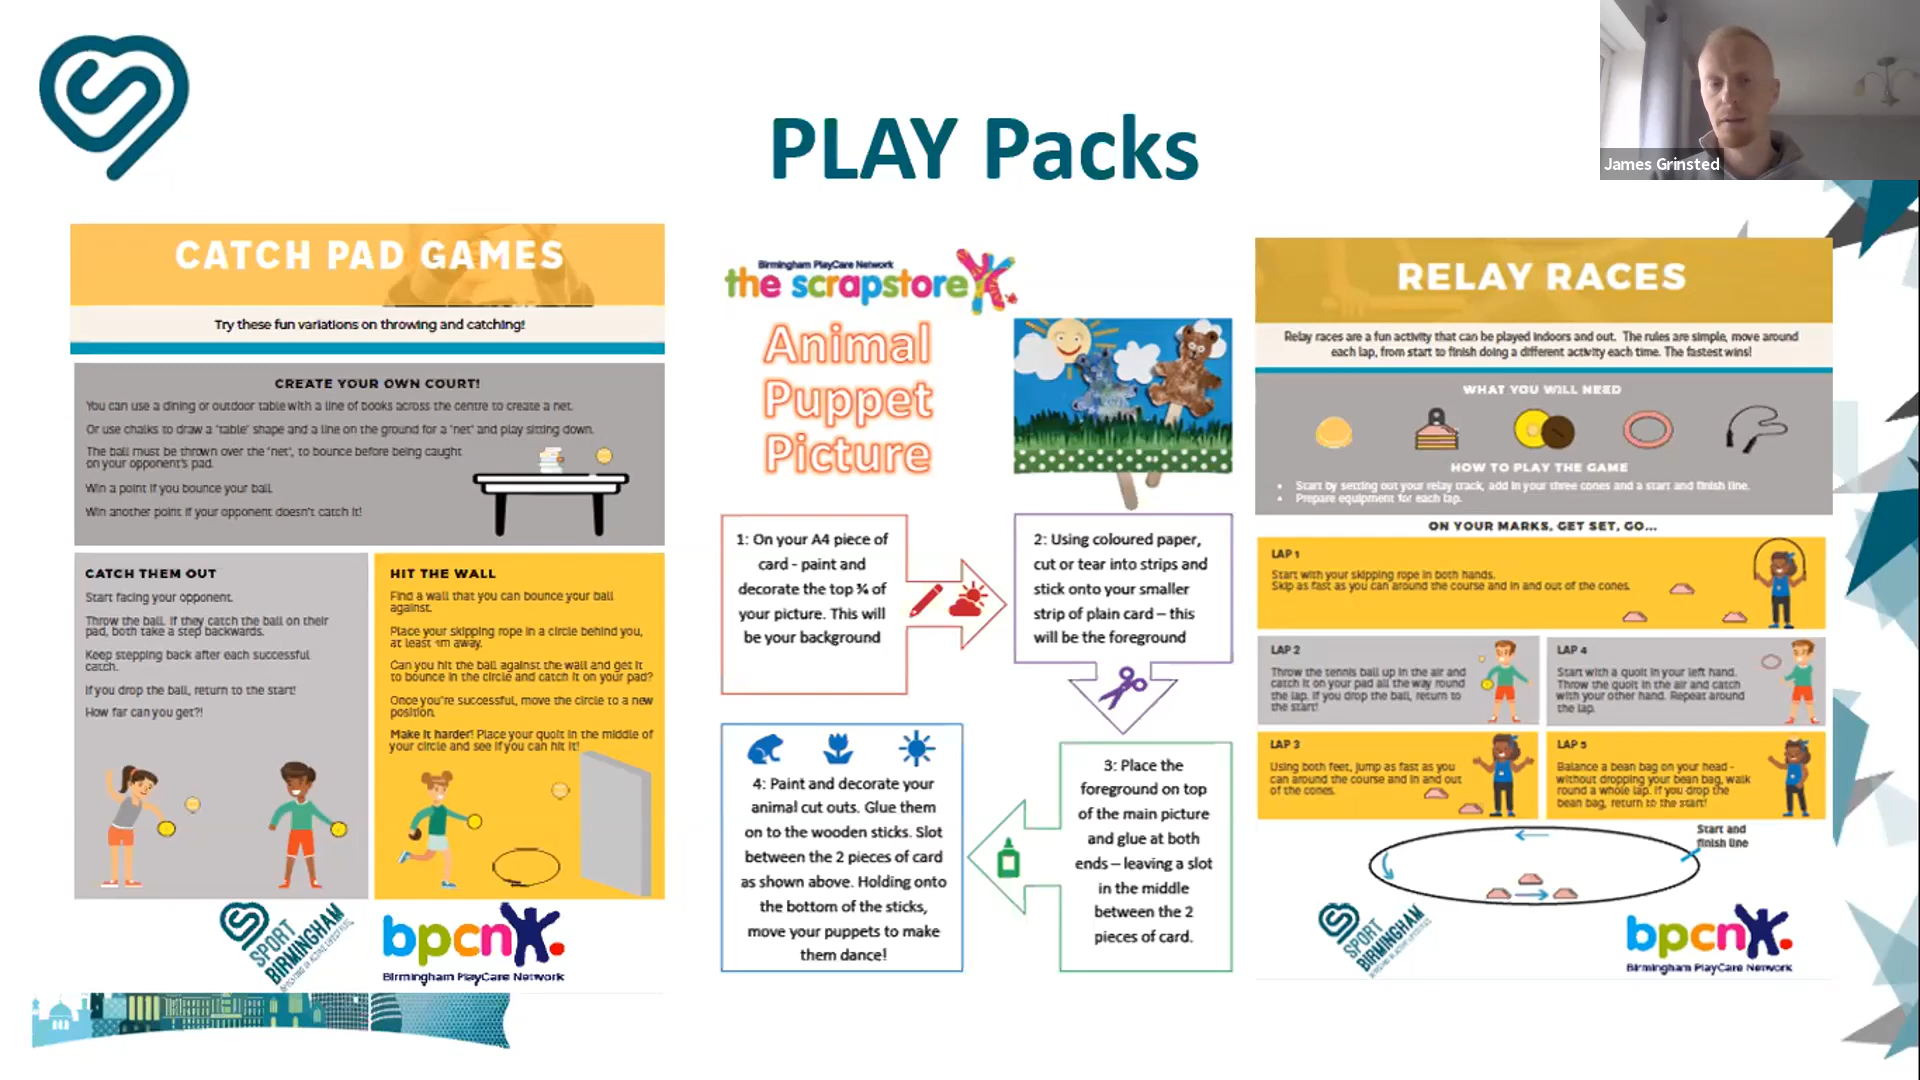 PLAY Packs
James Grinsted
CATCH PAD GAMES
Try these fun variations on throwing and catching!
CREATE YOUR OWN COURT!
You can use a dining or outdoor table with a line of books across the centre to create a net.
Or use chalks to draw a 'table' shape and a line on the ground for a 'net' and play sitting down.
The ball must be thrown over the 'net', to bounce before being caught
on your opponent's pad.
Win a point if you bounce your ball.
Win another point if your opponent doesn't catch it!
CATCH THEM OUT
Start facing your opponent.
Throw the ball. If they catch the ball on their
pad, both take a step backwards.
Keep stepping back after each successful
catch.
If you drop the ball, return to the start!
How far can you get?!
HIT THE WALL
Find a wall that you can bounce your ball
against.
Place your skipping rope in a circle behind you,
at least 1m away.
Can you hit the ball against the wall and get it
to bounce in the circle and catch it on your pad?
Once you're successful, move the circle to a new
position.
Make it harder! Place your quoit in the middle of
your circle and see if you can hit it!
SPORT
BIRMINGHAM
bpcn
Birmingham PlayCare Network
Birmingham PlayCare Network
the scrapstore
Animal
Puppet
Picture
1: On your A4 piece of
card - paint and
decorate the top ¾ of
your picture. This will
be your background
2: Using coloured paper,
cut or tear into strips and
stick onto your smaller
strip of plain card – this
will be the foreground
3: Place the
foreground on top
of the main picture
and glue at both
ends – leaving a slot
in the middle
between the 2
pieces of card.
4: Paint and decorate your
animal cut outs. Glue them
on to the wooden sticks. Slot
between the 2 pieces of card
as shown above. Holding onto
the bottom of the sticks,
move your puppets to make
them dance!
RELAY RACES
Relay races are a fun activity that can be played indoors and out. The rules are simple, move around
each lap, from start to finish doing a different activity each time. The fastest wins!
WHAT YOU WILL NEED
HOW TO PLAY THE GAME
• Start by setting out your relay track, add in your three cones and a start and finish line.
• Prepare equipment for each lap.
ON YOUR MARKS, GET SET, GO...
LAP 1
Start with your skipping rope in both hands.
Skip as fast as you can around the course and in and out of the cones.
LAP 2
Throw the tennis ball up in the air and
catch it on your pad all the way round
the lap. If you drop the ball, return to
the start!
LAP 4
Start with a quoit in your left hand.
Throw the quoit in the air and catch
with your other hand. Repeat around
the lap.
LAP 3
Using both feet, jump as fast as you
can around the course and in and out
of the cones.
LAP 5
Balance a bean bag on your head -
without dropping your bean bag, walk
round a whole lap. If you drop the
bean bag, return to the start!
Start and
finish line
SPORT
BIRMINGHAM
bpcn
Birmingham PlayCare Network